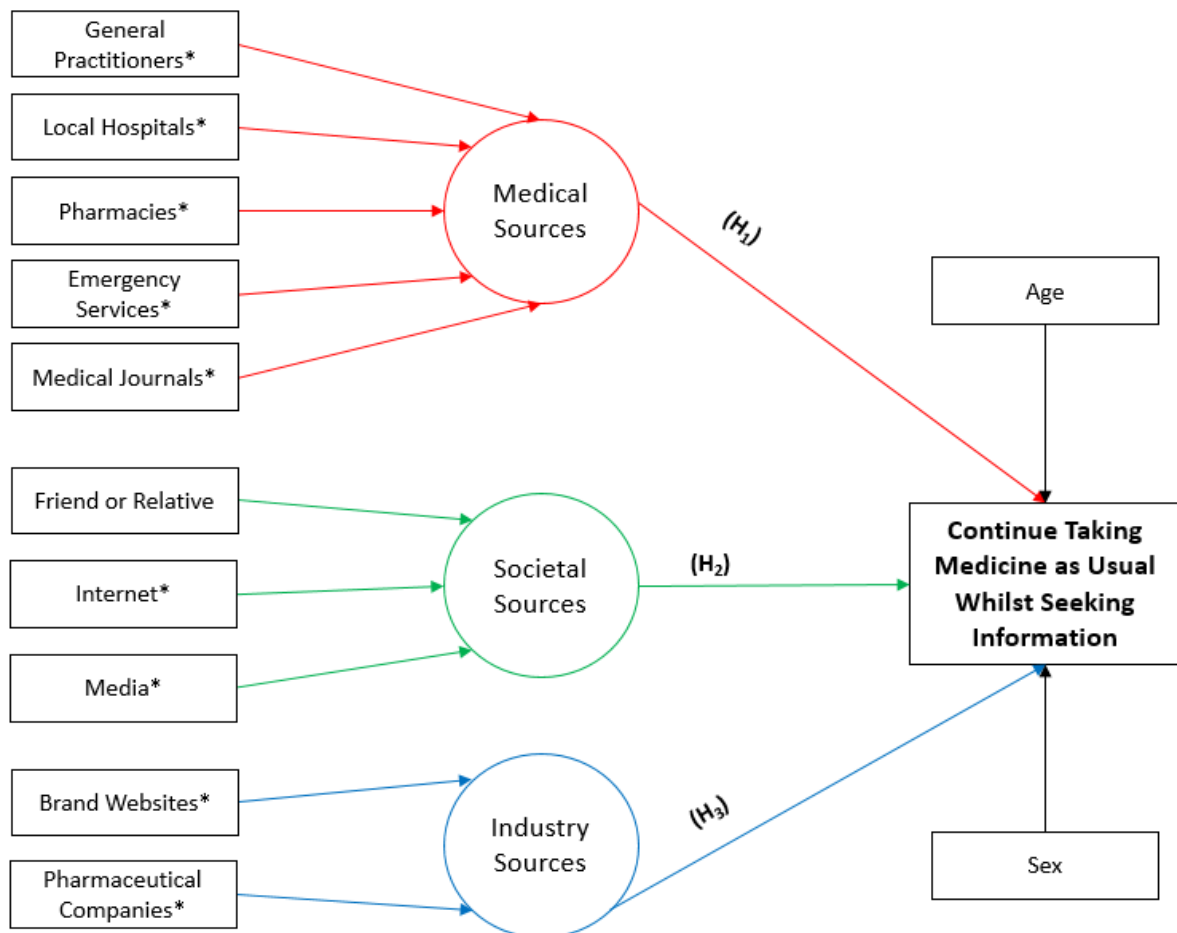 General
Practitioners*
Local Hospitals*
Pharmacies*
Emergency
Services*
Medical Journals*
Medical
Sources
(H₁)
Age
Friend or Relative
Internet*
Media*
Societal
Sources
(H₂)
Continue Taking
Medicine as Usual
Whilst Seeking
Information
Brand Websites*
Pharmaceutical
Companies*
Industry
Sources
(H₃)
Sex